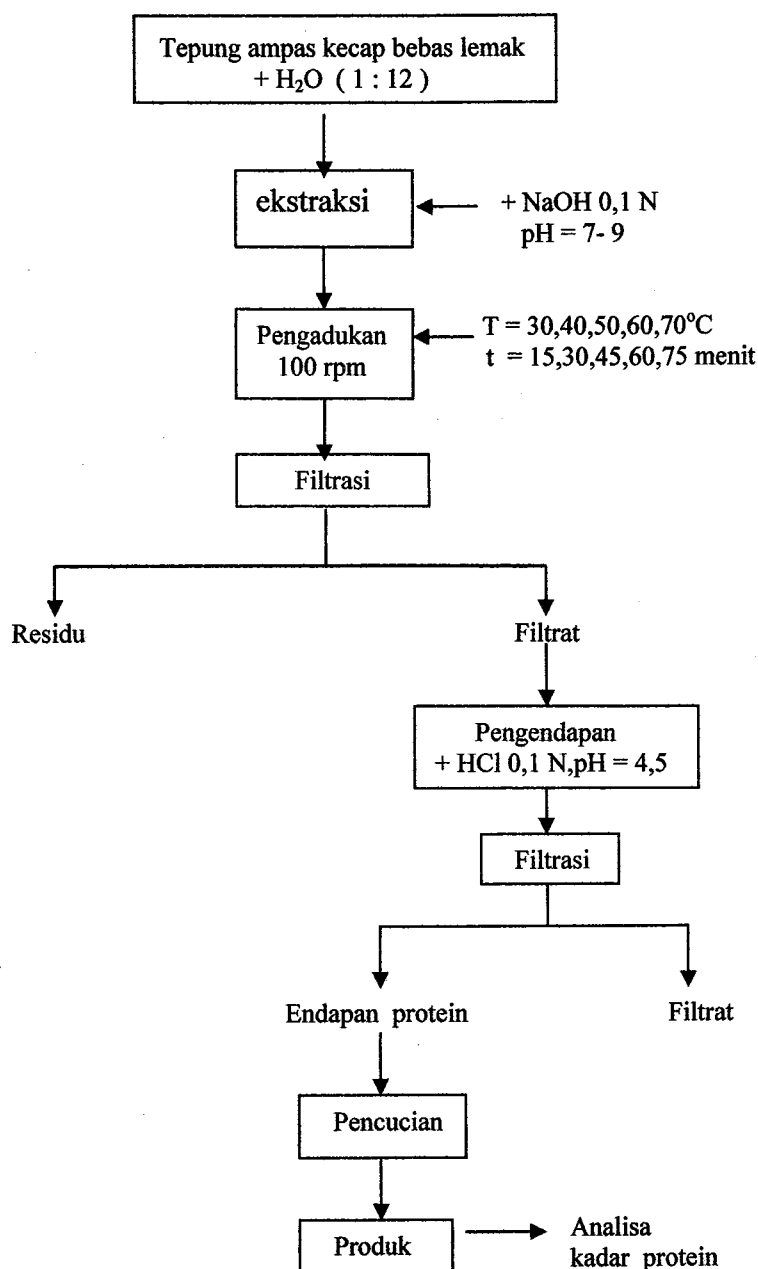 Tepung ampas kecap bebas lemak
+ H₂O ( 1 : 12 )
ekstraksi
+ NaOH 0,1 N
pH = 7- 9
Pengadukan
100 rpm
T = 30,40,50,60,70°C
t = 15,30,45,60,75 menit
Filtrasi
Residu
Filtrat
Pengendapan
+ HCl 0,1 N,pH = 4,5
Filtrasi
Endapan protein
Filtrat
Pencucian
Produk
Analisa
kadar protein